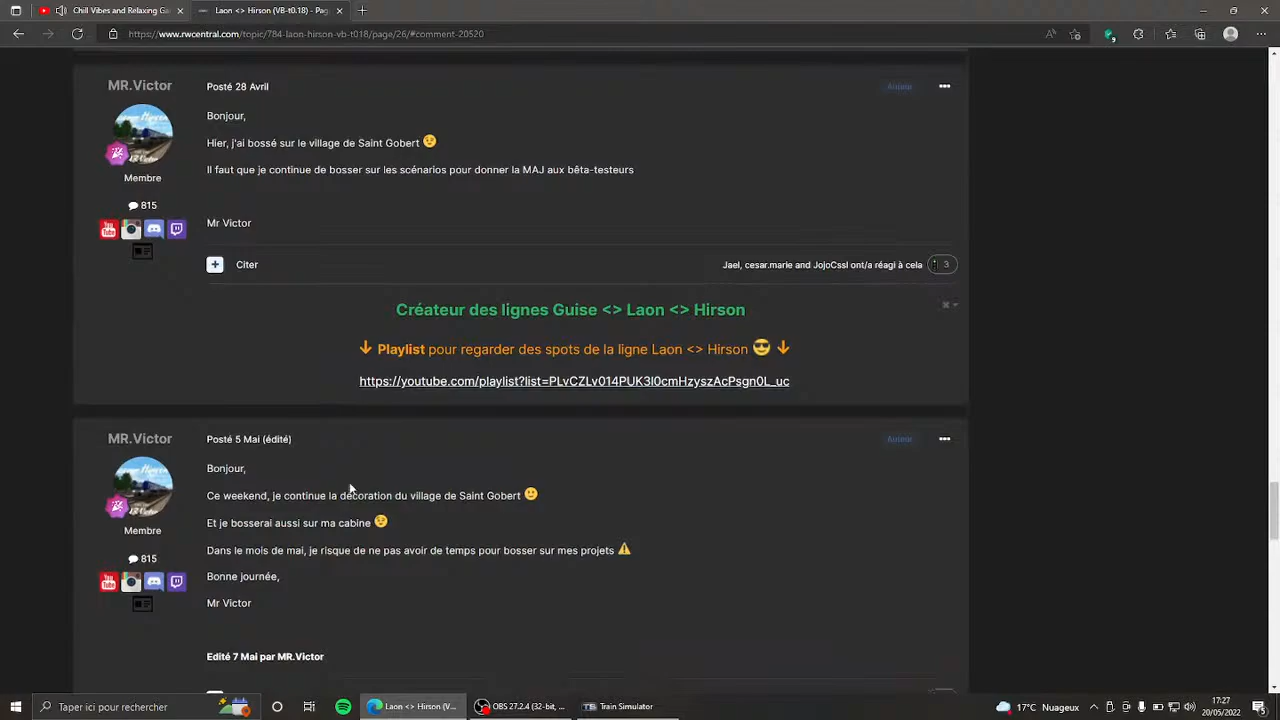 Chill Vibes and Relaxing Ga
Laon <> Hirson (VB-t0.18) - Pag
https://www.rwcentral.com/topic/784-laon-hirson-vb-t018/page/26/#comment-20520
MR.Victor
Posté 28 Avril
Auteur
Bonjour,
Hier, j'ai bossé sur le village de Saint Gobert
Il faut que je continue de bosser sur les scénarios pour donner la MAJ aux bêta-testeurs
Membre
815
Mr Victor
Citer
Jael, cesar.marie and JojoCssl ont/a réagi à cela
3
Créateur des lignes Guise <> Laon <> Hirson
Playlist pour regarder des spots de la ligne Laon <> Hirson
https://youtube.com/playlist?list=PLvCZLv014PUK3I0cmHzyszAcPsgn0L_uc
MR.Victor
Posté 5 Mai (édité)
Auteur
Bonjour,
Ce weekend, je continue la décoration du village de Saint Gobert
Et je bosserai aussi sur ma cabine
Membre
Dans le mois de mai, je risque de ne pas avoir de temps pour bosser sur mes projets
815
Bonne journée,
Mr Victor
Edité 7 Mai par MR.Victor
Taper ici pour rechercher
Laon <> Hirson (V...
OBS 27.2.4 (32-bit, ...
Train Simulator
17°C Nuageux
17:27
20/05/2022